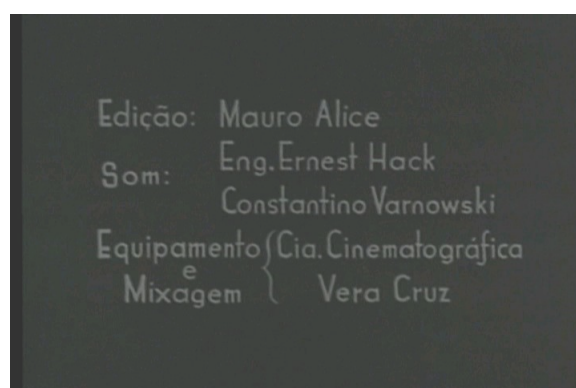 Edição: Mauro Alice
Som: Eng.Ernest Hack
Constantino Varnowski
Equipamento { Cia.Cinematográfica
e
Mixagem Vera Cruz